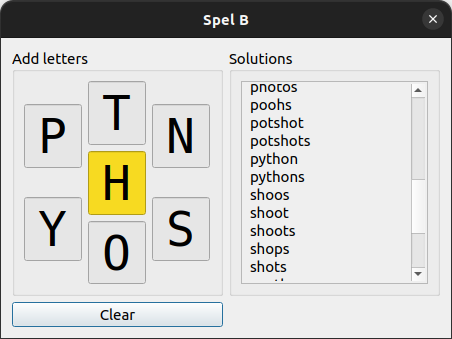 Spel B
Add letters
Solutions
T
P
N
H
Y
S
O
photos
poohs
potshot
potshots
python
pythons
shoos
shoot
shoots
shops
shots
Clear